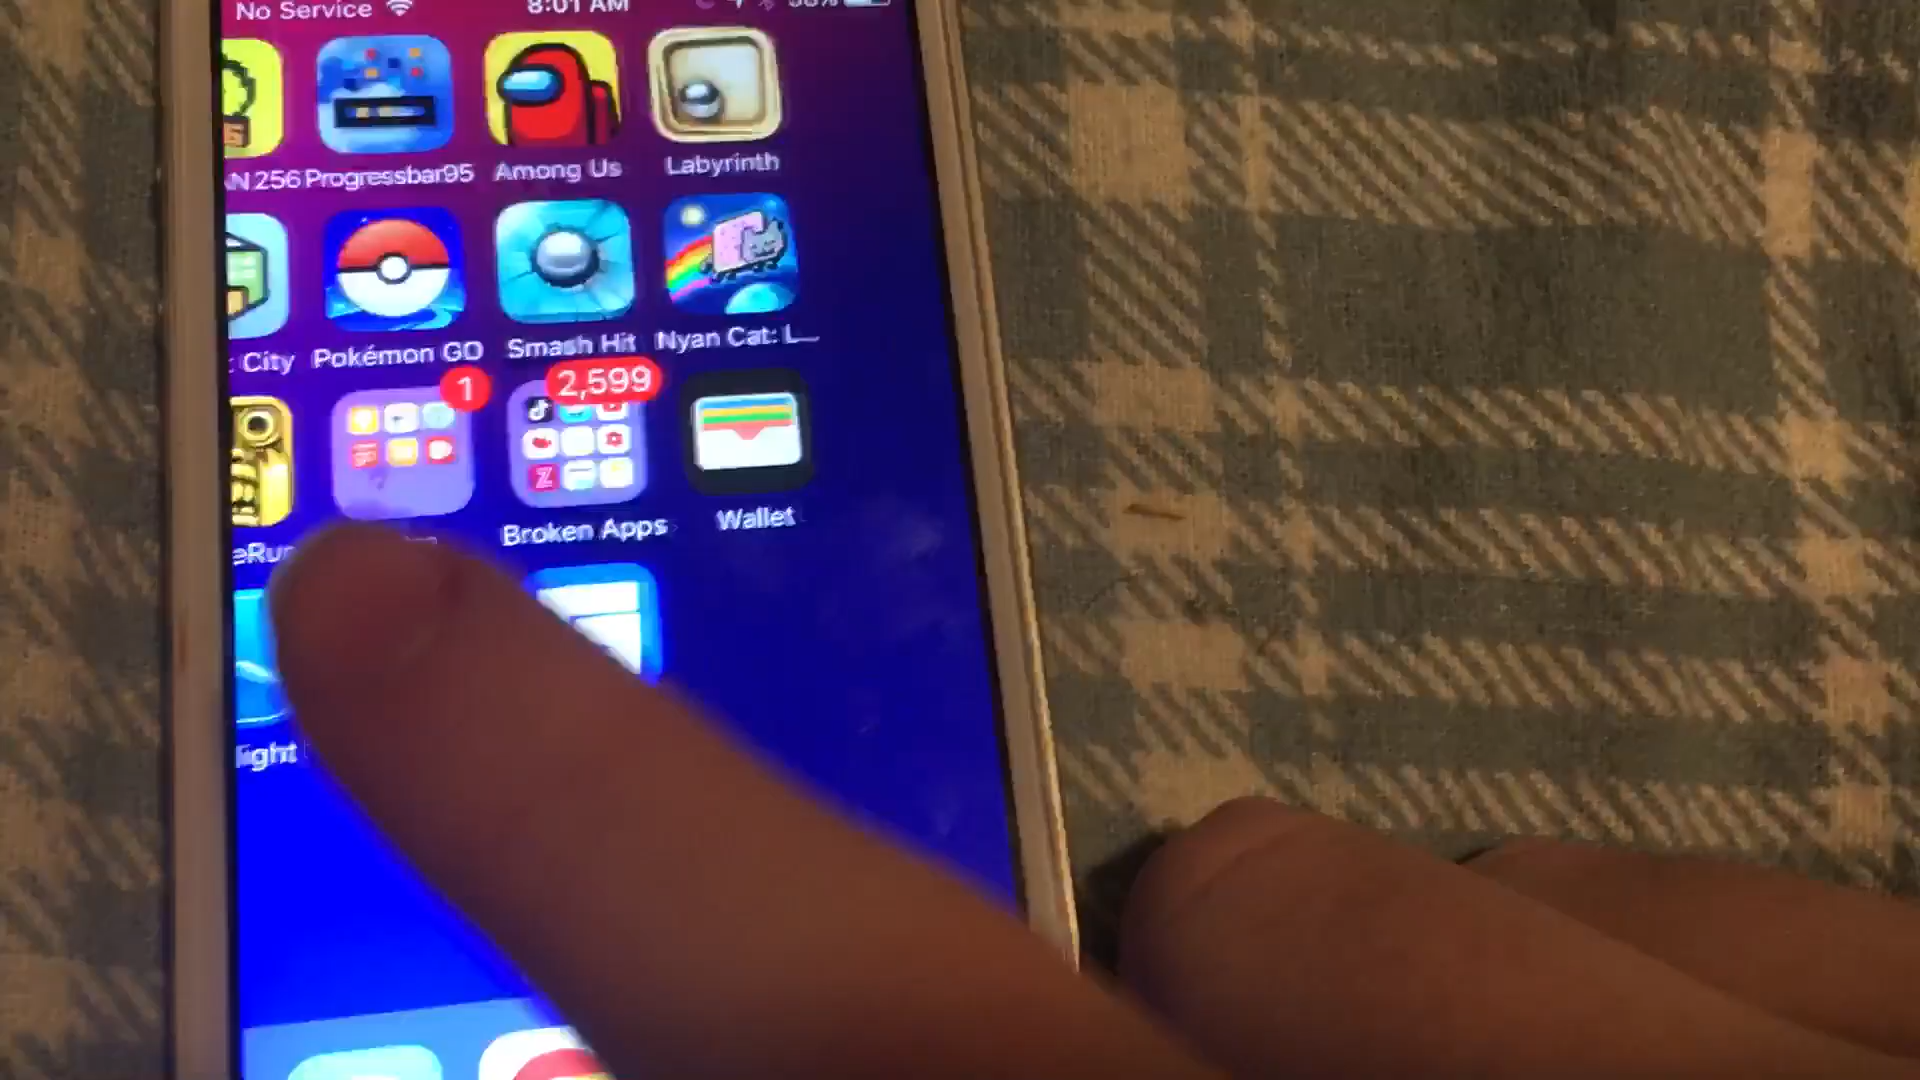 No Service 8:01 AM
N 256 Progressbar95 Among Us Labyrinth
City Pokémon GO Smash Hit Nyan Cat: L...
1 2,599
eRun Broken Apps Wallet
light